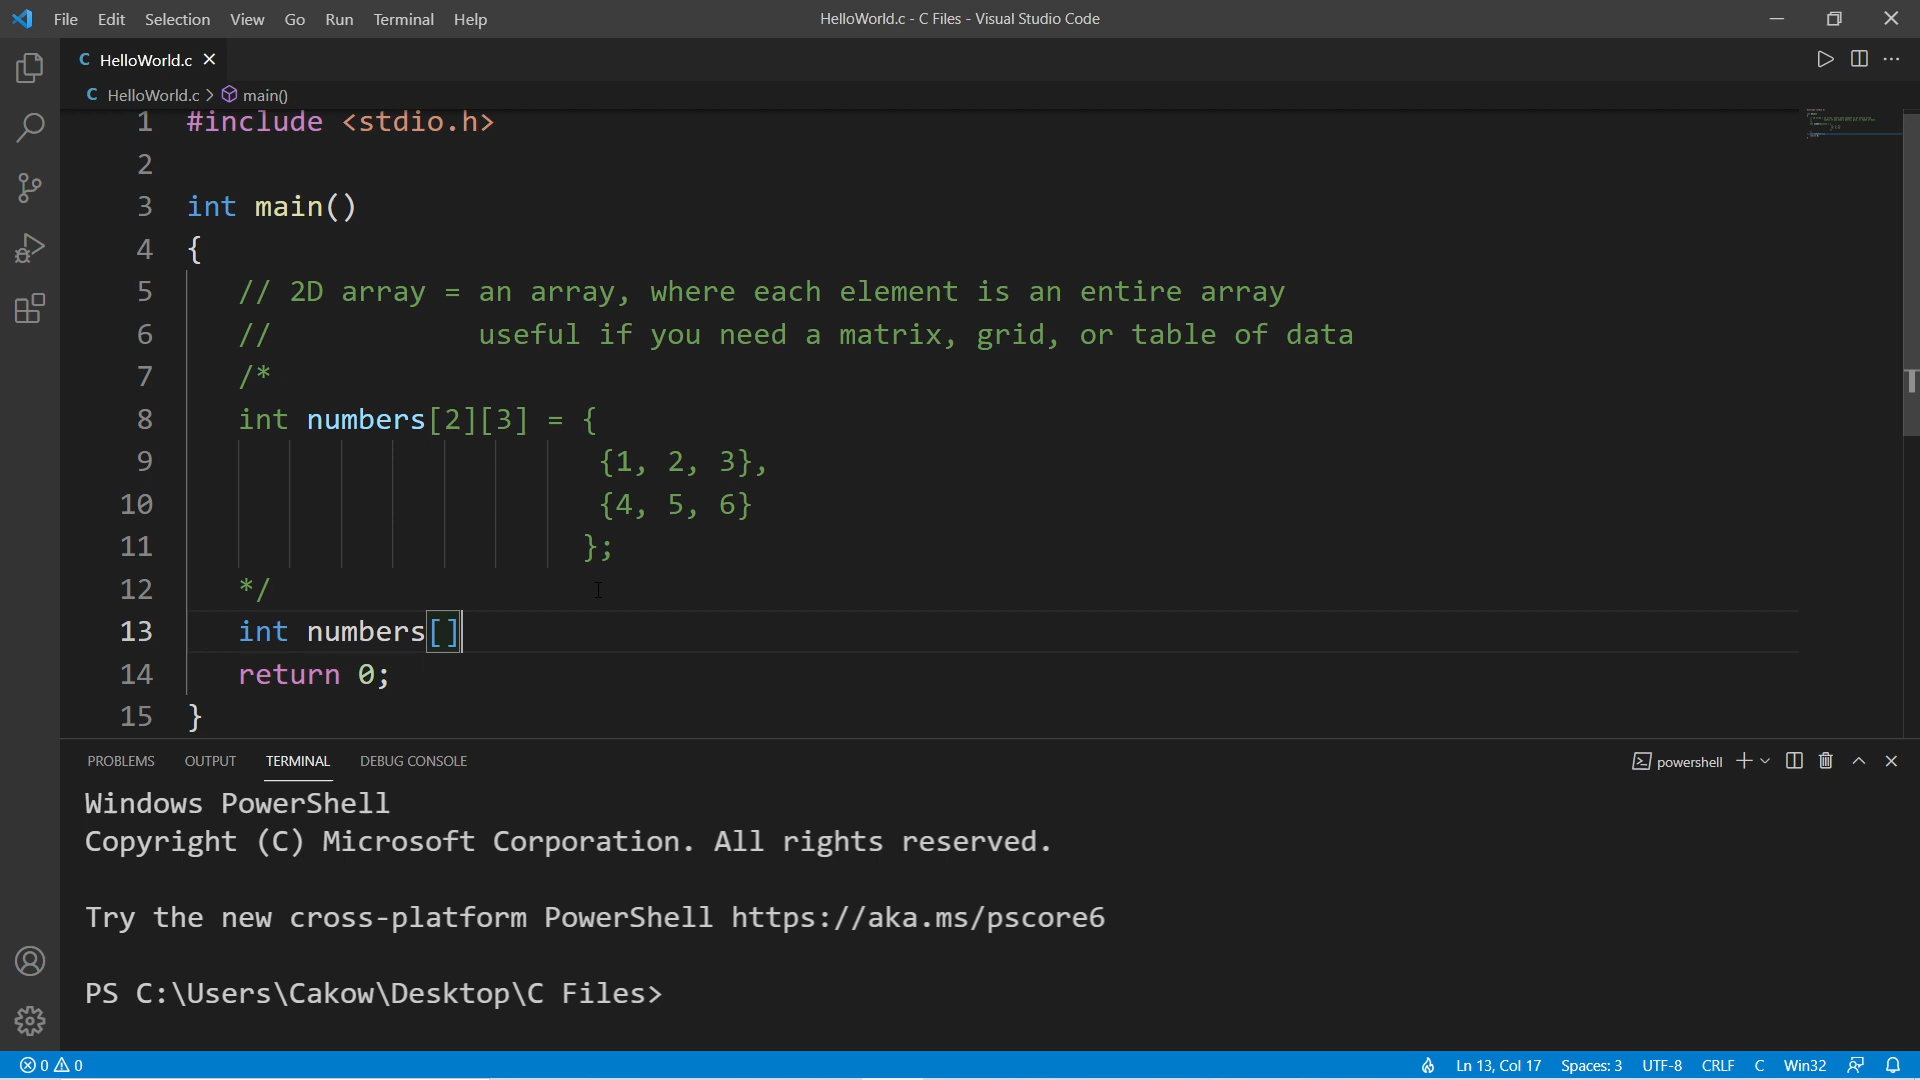 File Edit Selection View Go Run Terminal Help HelloWorld.c - C Files - Visual Studio Code
C HelloWorld.c
C HelloWorld.c > main()
1 #include <stdio.h>
2
3 int main()
4 {
5 // 2D array = an array, where each element is an entire array
6 // useful if you need a matrix, grid, or table of data
7 /*
8 int numbers[2][3] = {
9 {1, 2, 3},
10 {4, 5, 6}
11 };
12 */
13 int numbers[]
14 return 0;
15 }
PROBLEMS OUTPUT TERMINAL DEBUG CONSOLE powershell
Windows PowerShell
Copyright (C) Microsoft Corporation. All rights reserved.
Try the new cross-platform PowerShell https://aka.ms/pscore6
PS C:\Users\Cakow\Desktop\C Files>
0 0 Ln 13, Col 17 Spaces: 3 UTF-8 CRLF C Win32